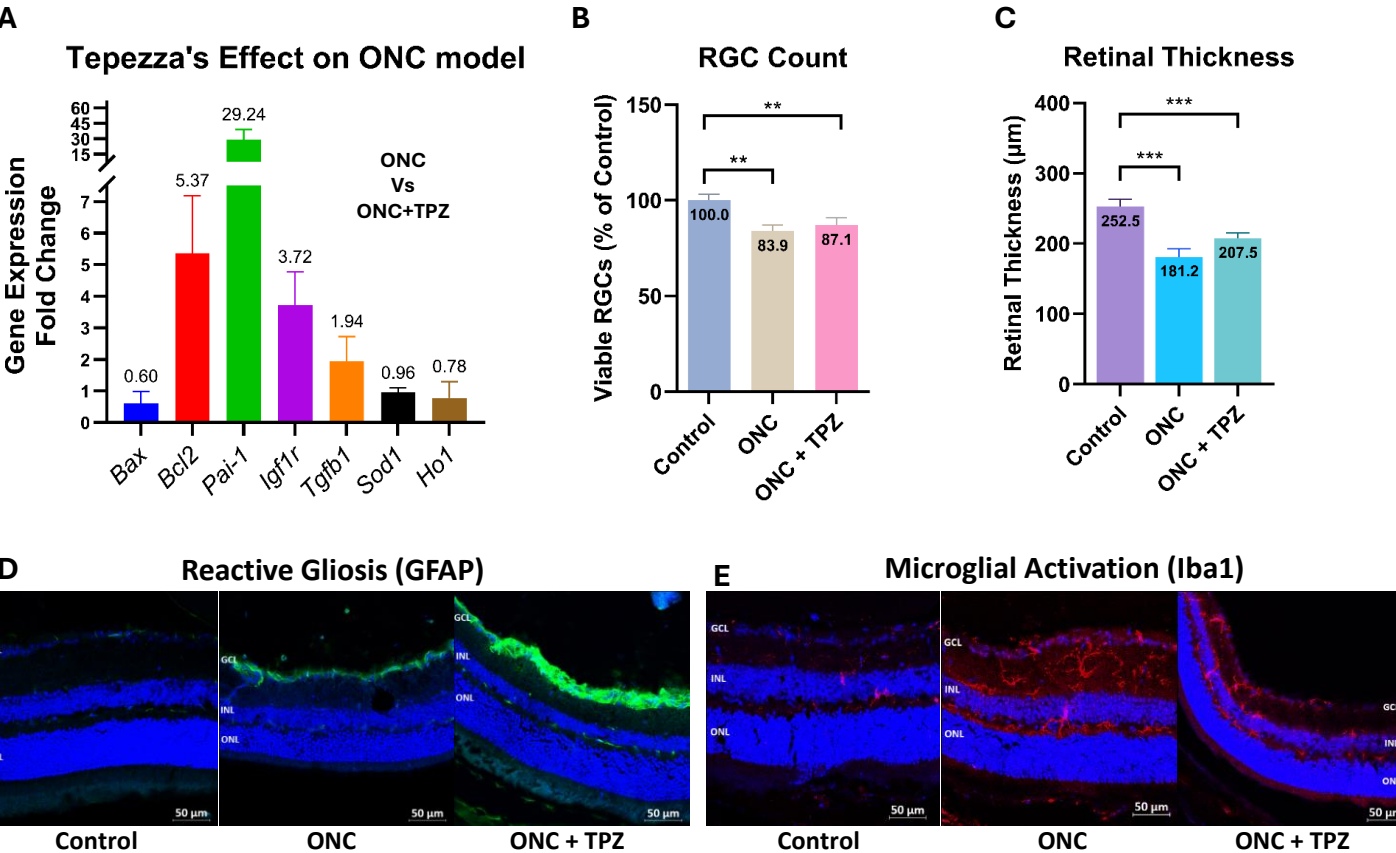 A
Tepezza's Effect on ONC model
Gene Expression
Fold Change
60
45
30
15
7
6
5
4
3
2
1
0
0.60
5.37
29.24
3.72
1.94
0.96
0.78
ONC
Vs
ONC+TPZ
Bax
Bcl2
Pai-1
Igf1r
Tgfb1
Sod1
Ho1
B
RGC Count
Viable RGCs (% of Control)
150
100
50
0
**
**
100.0
83.9
87.1
Control
ONC
ONC + TPZ
C
Retinal Thickness
Retinal Thickness (µm)
400
300
200
100
0
***
***
252.5
181.2
207.5
Control
ONC
ONC + TPZ
D
Reactive Gliosis (GFAP)
50 µm
GCL
INL
ONL
50 µm
GCL
INL
ONL
50 µm
Control
ONC
ONC + TPZ
E
Microglial Activation (Iba1)
GCL
INL
ONL
50 µm
GCL
INL
ONL
50 µm
Control
ONC
ONC + TPZ